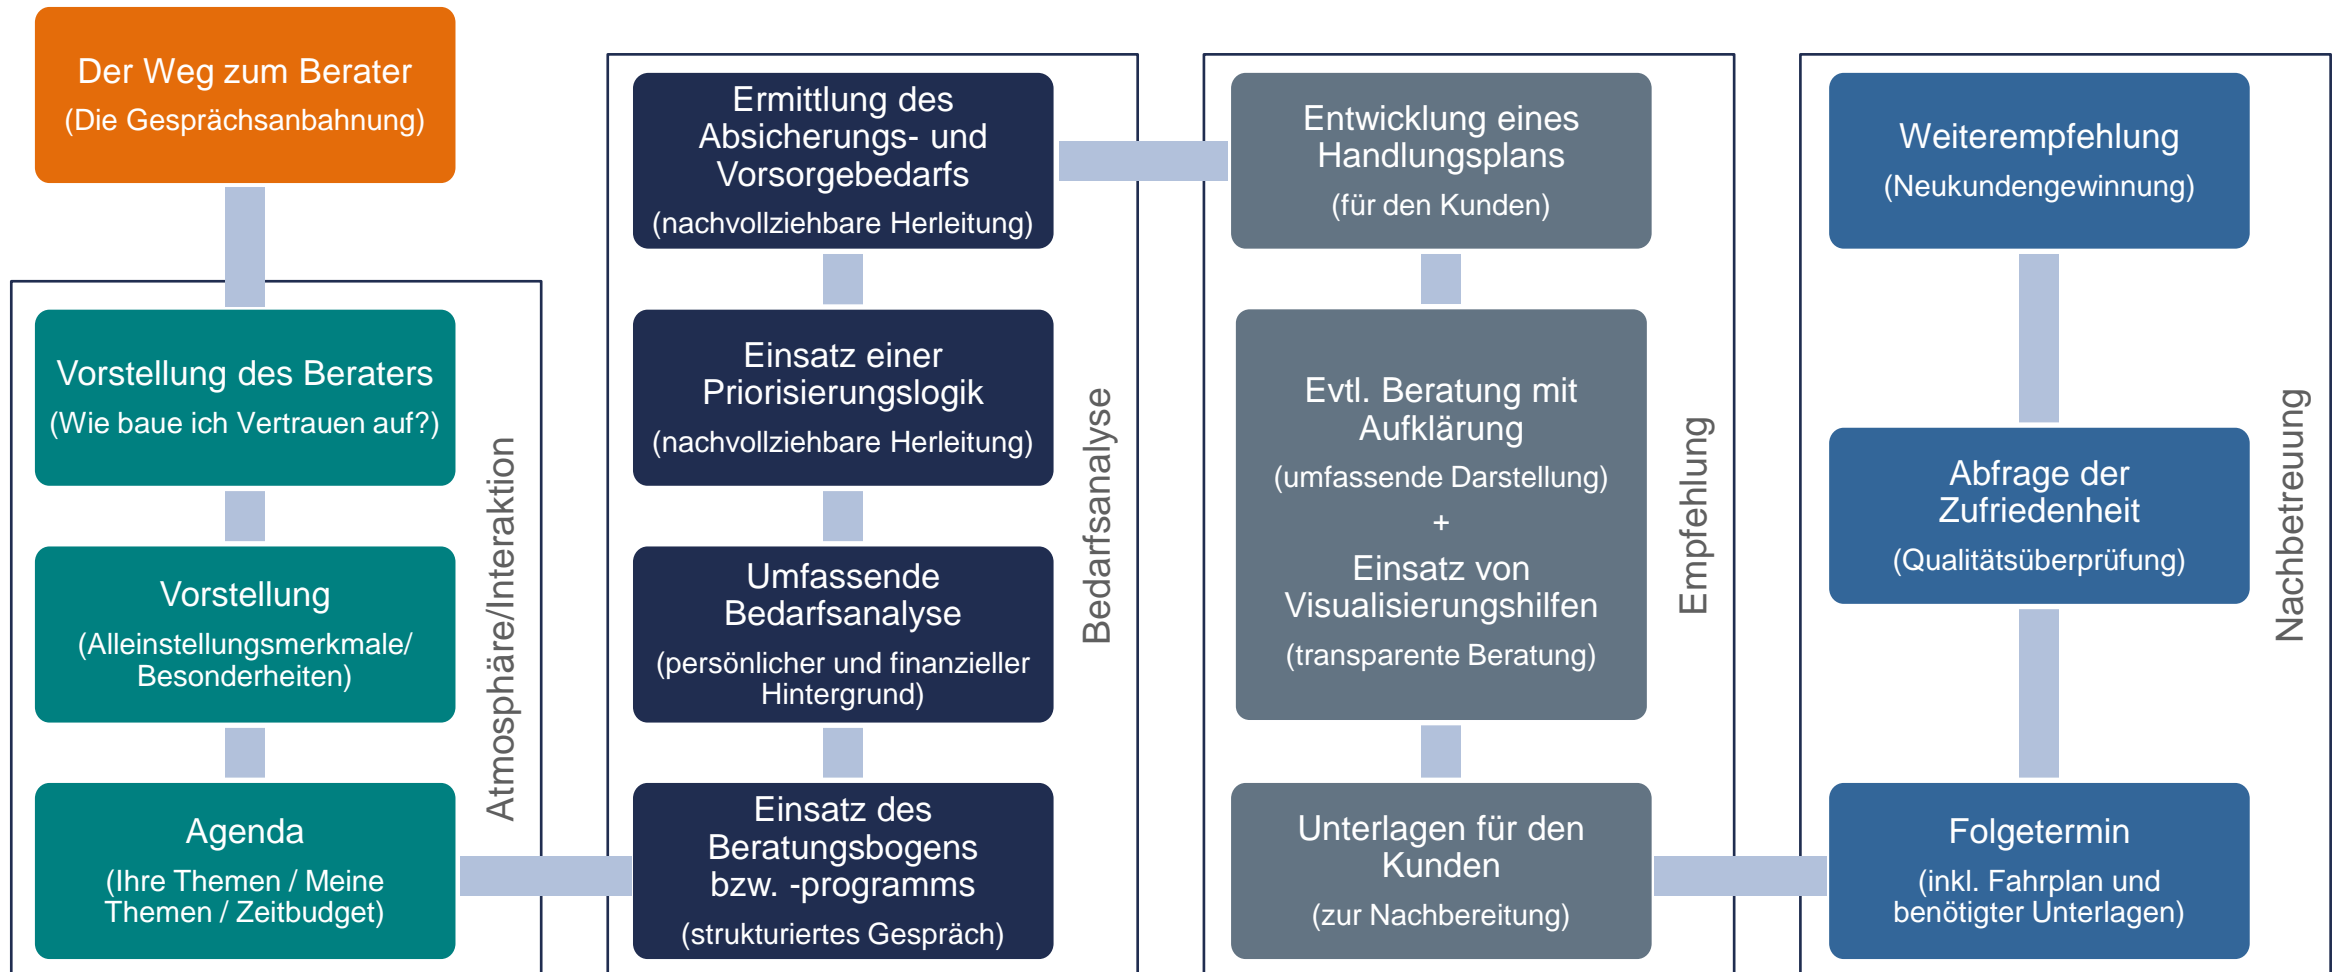 Der Weg zum Berater
(Die Gesprächsanbahnung)
Vorstellung des Beraters
(Wie baue ich Vertrauen auf?)
Vorstellung
(Alleinstellungsmerkmale/
Besonderheiten)
Agenda
(Ihre Themen / Meine
Themen / Zeitbudget)
Atmosphäre/Interaktion
Ermittlung des
Absicherungs- und
Vorsorgebedarfs
(nachvollziehbare Herleitung)
Einsatz einer
Priorisierungslogik
(nachvollziehbare Herleitung)
Umfassende
Bedarfsanalyse
(persönlicher und finanzieller
Hintergrund)
Einsatz des
Beratungsbogens
bzw. -programms
(strukturiertes Gespräch)
Bedarfsanalyse
Entwicklung eines
Handlungsplans
(für den Kunden)
Evtl. Beratung mit
Aufklärung
(umfassende Darstellung)
+
Einsatz von
Visualisierungshilfen
(transparente Beratung)
Unterlagen für den
Kunden
(zur Nachbereitung)
Empfehlung
Weiterempfehlung
(Neukundengewinnung)
Abfrage der
Zufriedenheit
(Qualitätsüberprüfung)
Folgetermin
(inkl. Fahrplan und
benötigter Unterlagen)
Nachbetreuung